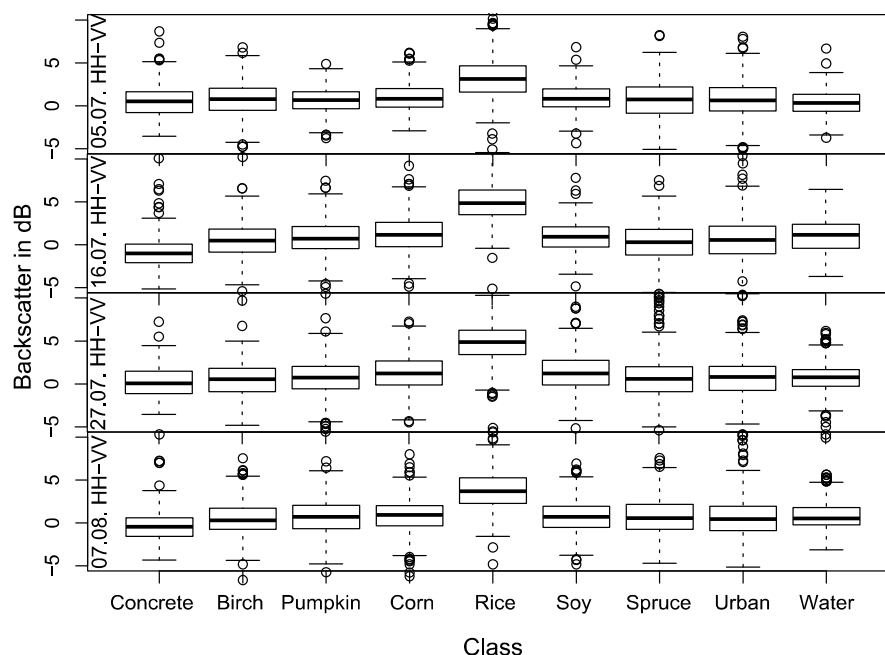 Backscatter in dB
05.07. HH−VV
5
0
−5
16.07. HH−VV
5
0
−5
27.07. HH−VV
5
0
−5
07.08. HH−VV
5
0
−5
Concrete Birch Pumpkin Corn Rice Soy Spruce Urban Water
Class